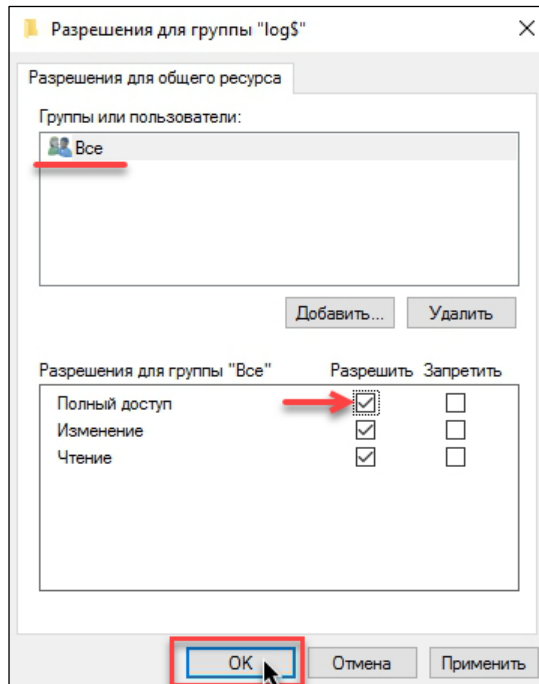 Разрешения для группы "log$"
Разрешения для общего ресурса
Группы или пользователи:
Все
Добавить...
Удалить
Разрешения для группы "Все" Разрешить Запретить
Полный доступ
Изменение
Чтение
OK
Отмена
Применить